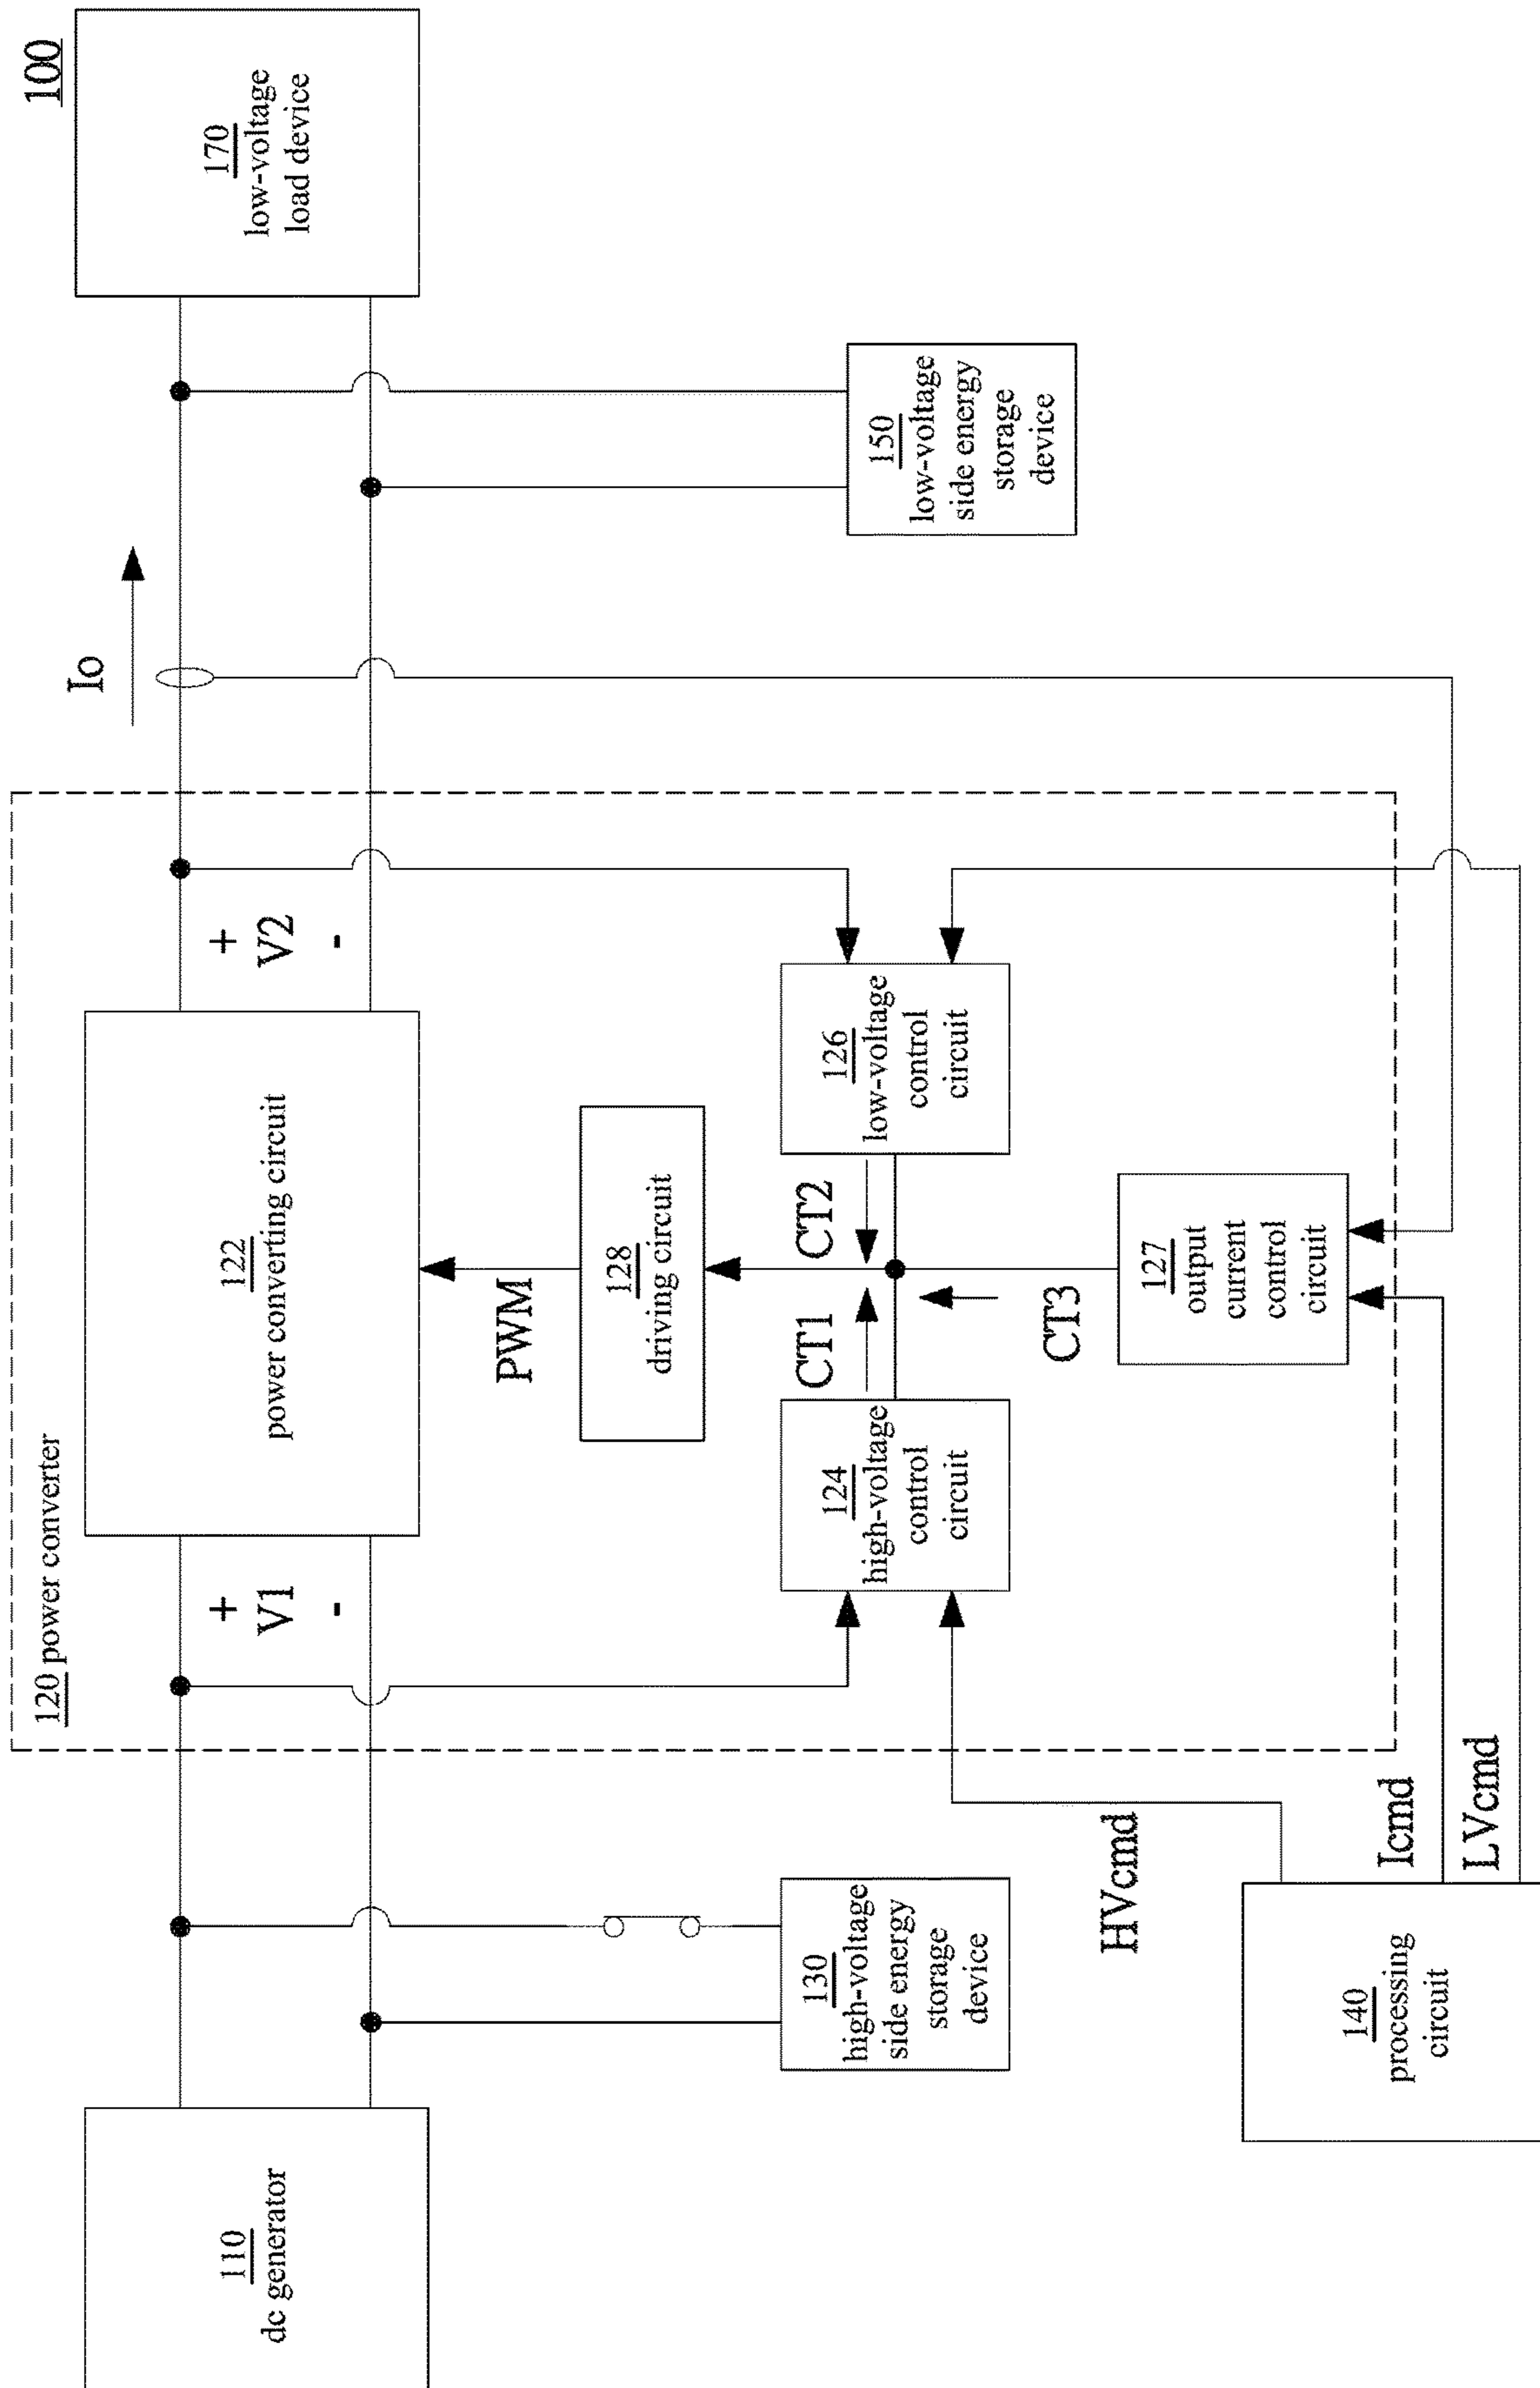 100
120 power converter
110
dc generator
+
V1
-
122
power converting circuit
+
V2
-
Io
170
low-voltage
load device
PWM
128
driving circuit
130
high-voltage
side energy
storage
device
124
high-voltage
control
circuit
CT1
CT2
126
low-voltage
control
circuit
150
low-voltage
side energy
storage
device
CT3
HVcmd
127
output
current
control
circuit
140
processing
circuit
Icmd
LVcmd